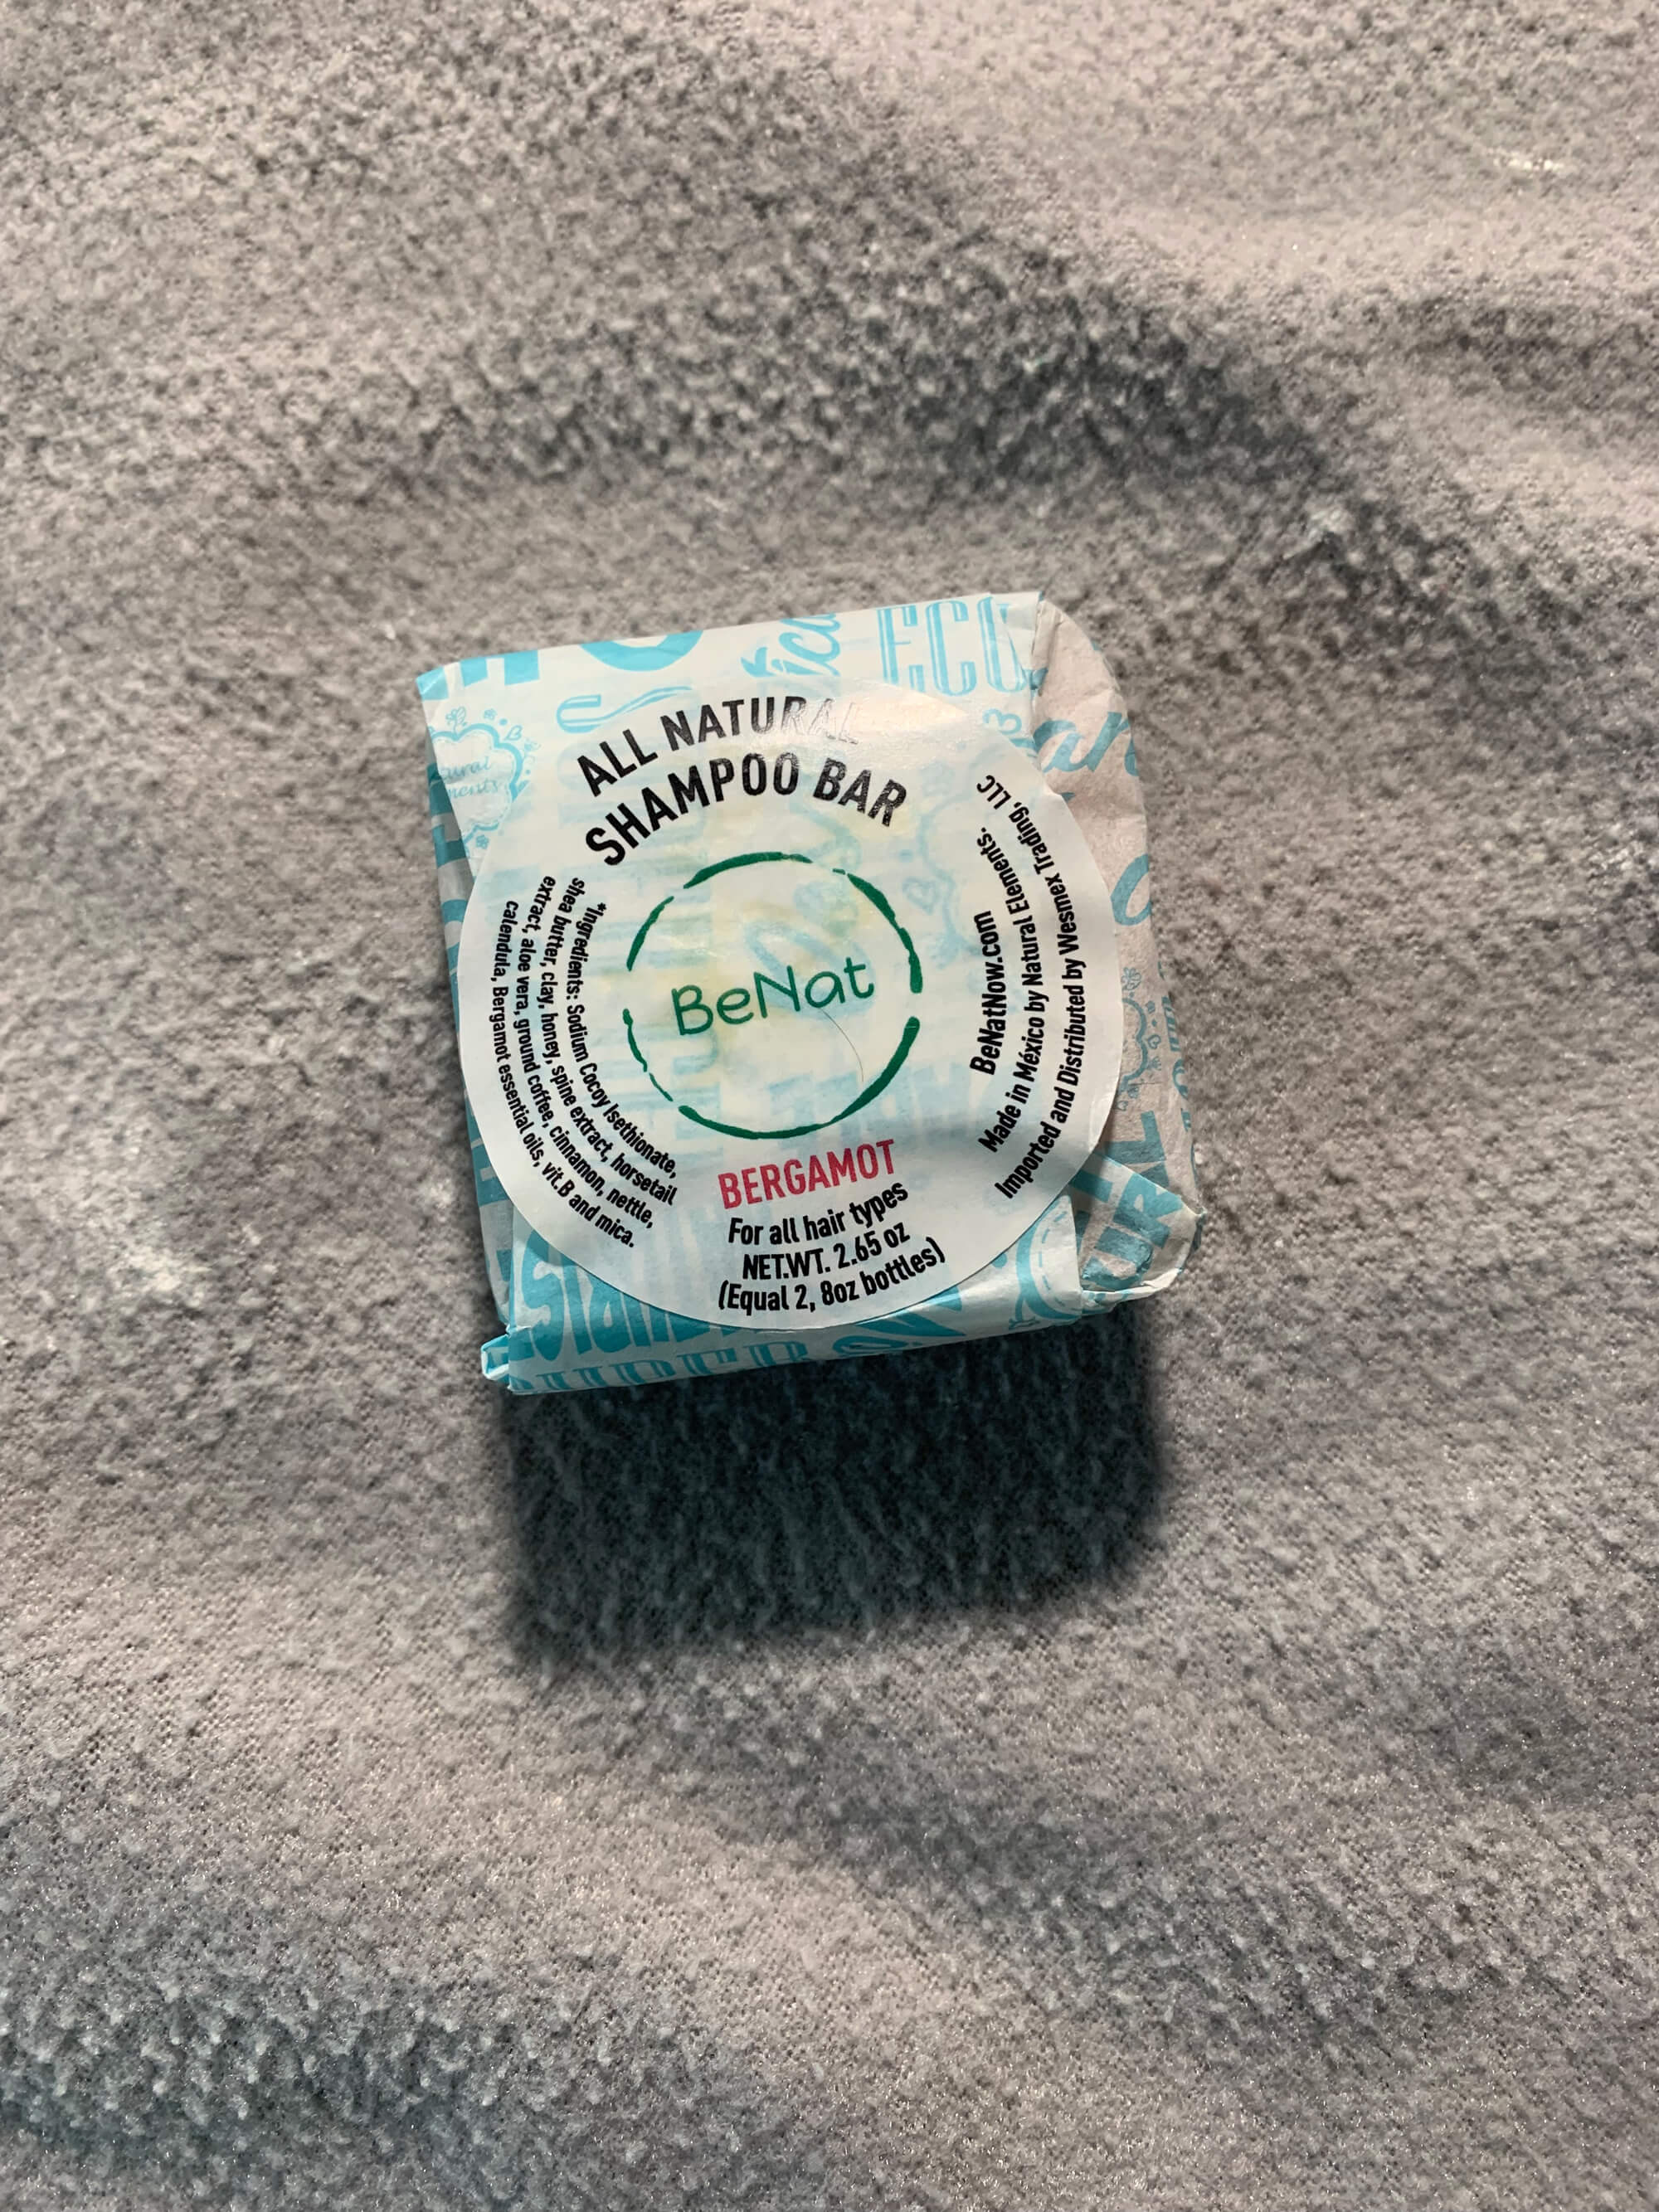 ALL NATURAL
SHAMPOO BAR
BeNat
BERGAMOT
For all hair types
NET.WT. 2.65 oz
(Equal 2, 8oz bottles)
*Ingredients: Sodium Cocoy Isethionate,
shea butter, clay, honey, spine extract, horsetail
extract, aloe vera, ground coffee, cinnamon, nettle,
calendula, Bergamot essential oils, vit.B and mica.
BeNatNow.com
Made in México by Natural Elements.
Imported and Distributed by Wesmex Trading, LLC
ECO